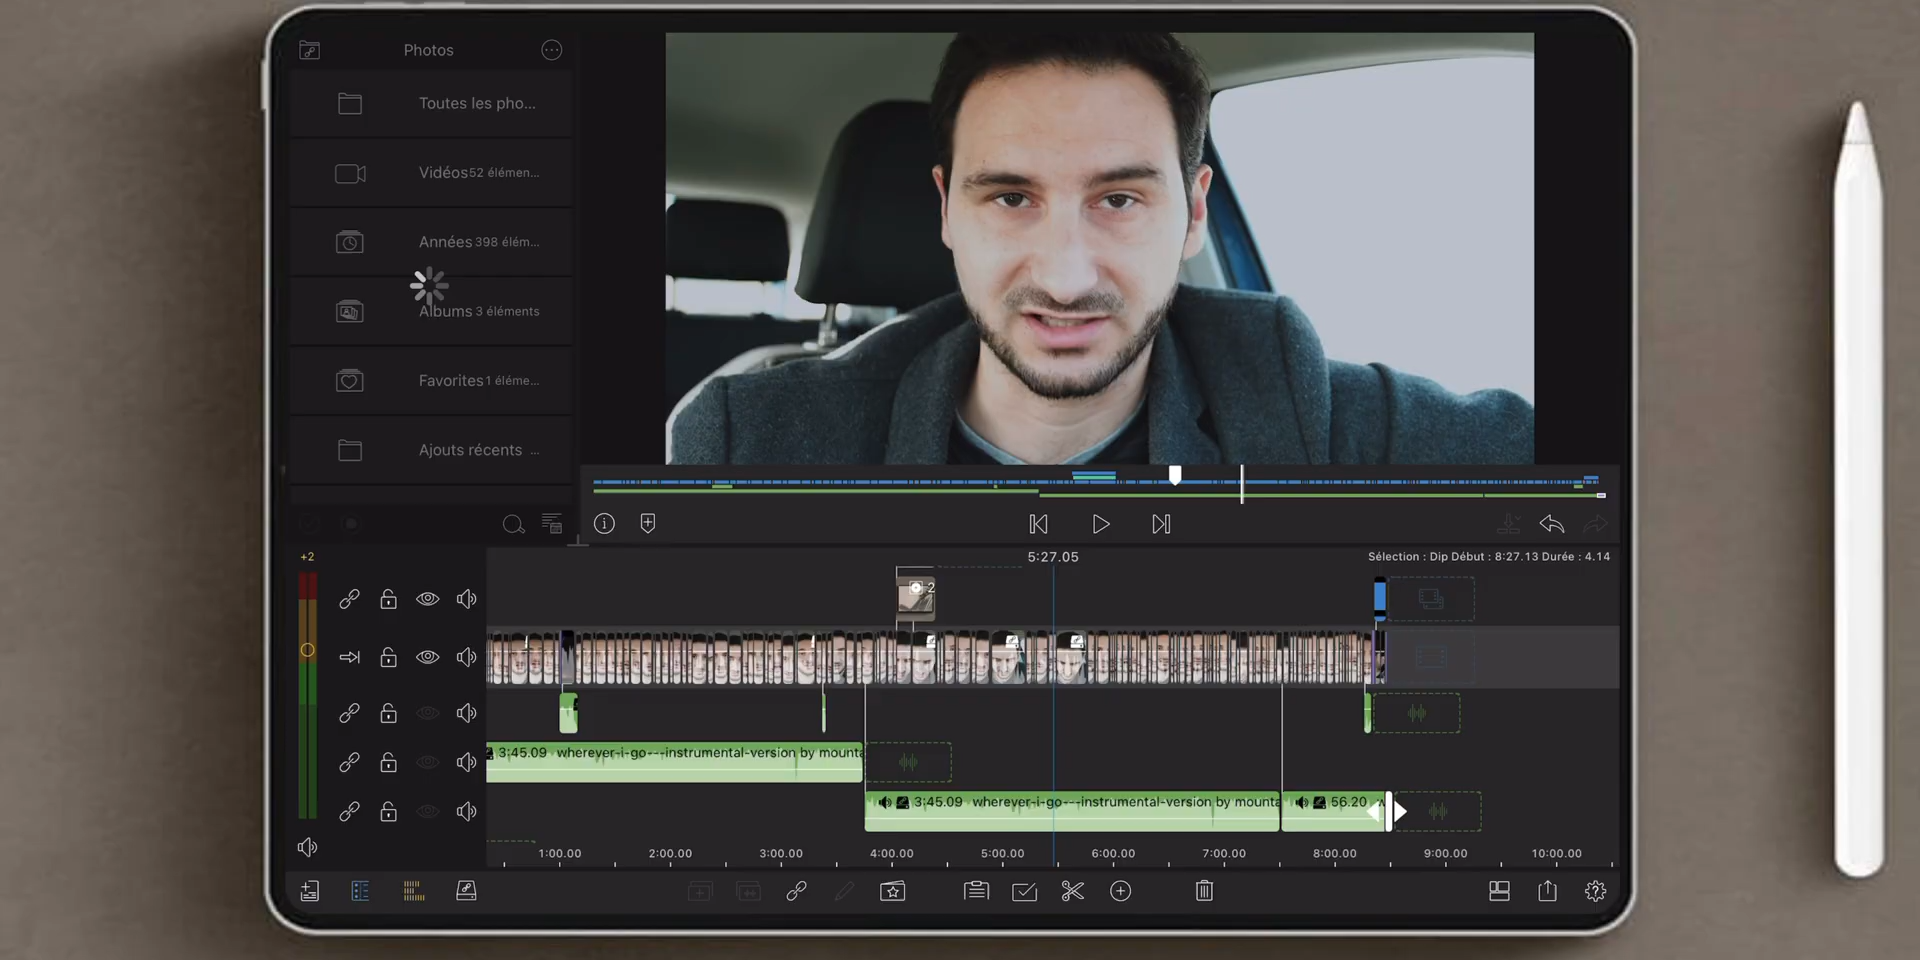 Photos
Toutes les pho...
Vidéos 52 élémen...
Années 398 élém...
Albums 3 éléments
Favorites 1 éléme...
Ajouts récents ...
+2
5:27.05
Sélection : Dip Début : 8:27.13 Durée : 4.14
2
3:45.09 wherever-i-go---instrumental-version by mounta
3:45.09 wherever-i-go---instrumental-version by mounta
56.20
1:00.00 2:00.00 3:00.00 4:00.00 5:00.00 6:00.00 7:00.00 8:00.00 9:00.00 10:00.00